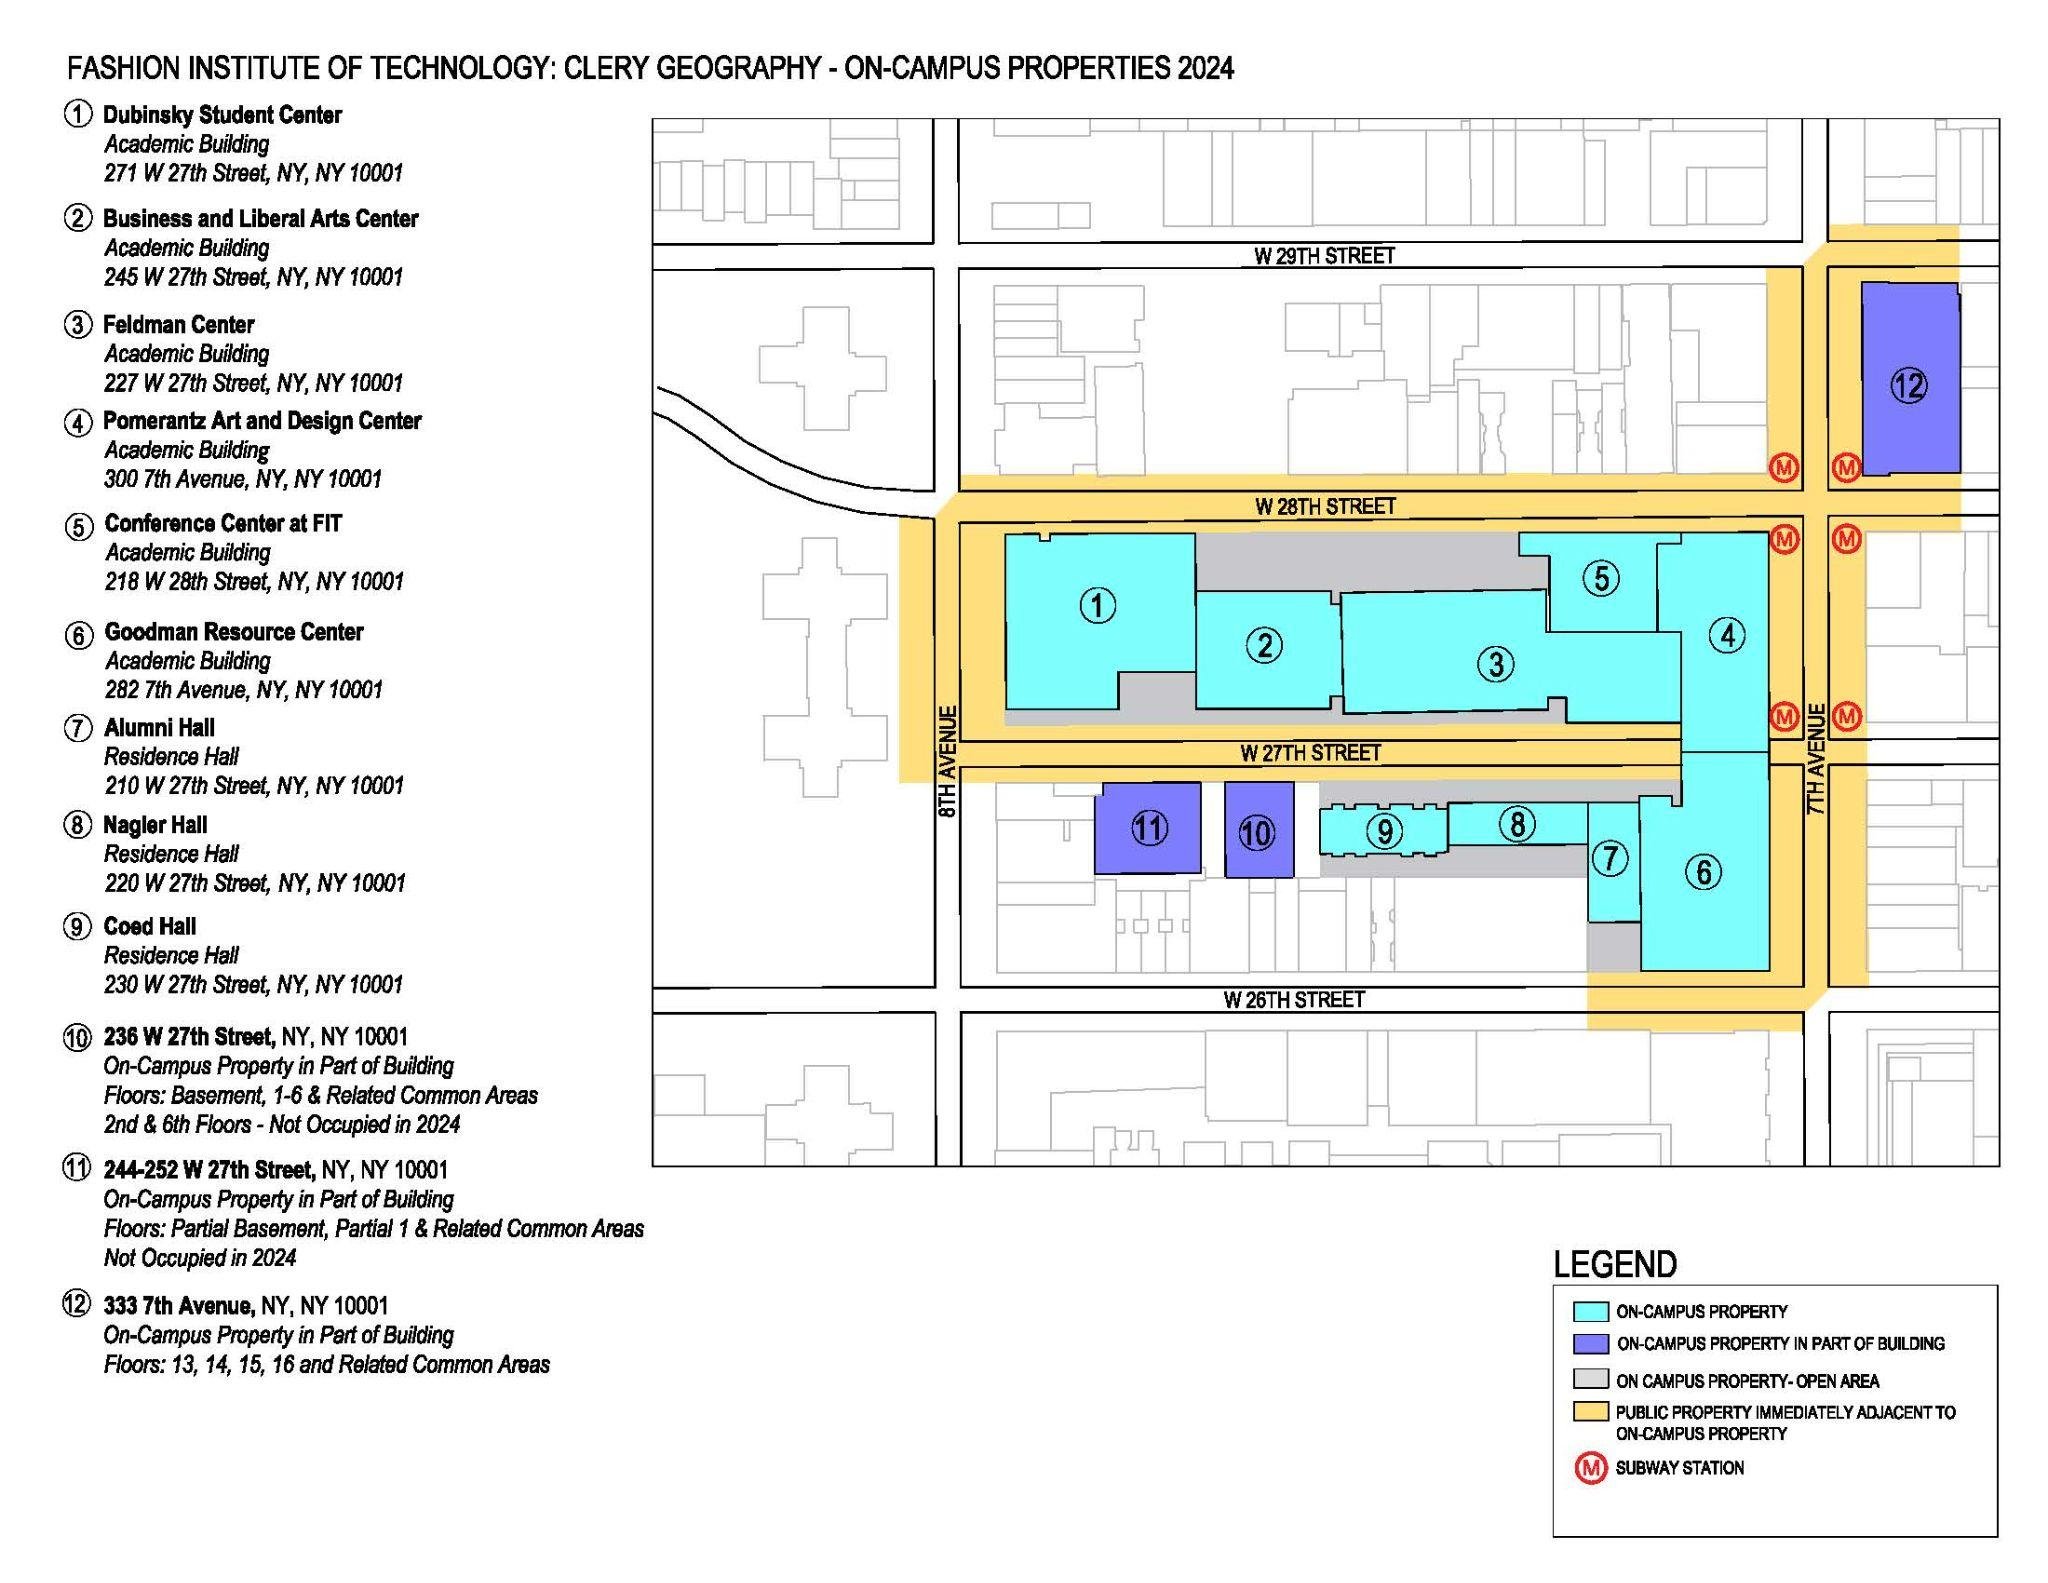 FASHION INSTITUTE OF TECHNOLOGY: CLERY GEOGRAPHY - ON-CAMPUS PROPERTIES 2024
1 Dubinsky Student Center
Academic Building
271 W 27th Street, NY, NY 10001
2 Business and Liberal Arts Center
Academic Building
245 W 27th Street, NY, NY 10001
3 Feldman Center
Academic Building
227 W 27th Street, NY, NY 10001
4 Pomerantz Art and Design Center
Academic Building
300 7th Avenue, NY, NY 10001
5 Conference Center at FIT
Academic Building
218 W 28th Street, NY, NY 10001
6 Goodman Resource Center
Academic Building
282 7th Avenue, NY, NY 10001
7 Alumni Hall
Residence Hall
210 W 27th Street, NY, NY 10001
8 Nagler Hall
Residence Hall
220 W 27th Street, NY, NY 10001
9 Coed Hall
Residence Hall
230 W 27th Street, NY, NY 10001
10 236 W 27th Street, NY, NY 10001
On-Campus Property in Part of Building
Floors: Basement, 1-6 & Related Common Areas
2nd & 6th Floors - Not Occupied in 2024
11 244-252 W 27th Street, NY, NY 10001
On-Campus Property in Part of Building
Floors: Partial Basement, Partial 1 & Related Common Areas
Not Occupied in 2024
12 333 7th Avenue, NY, NY 10001
On-Campus Property in Part of Building
Floors: 13, 14, 15, 16 and Related Common Areas
W 29TH STREET
12
M M
W 28TH STREET
M M
5
1
2
3
4
M M
8TH AVENUE
7TH AVENUE
W 27TH STREET
11
10
9
8
7
6
W 26TH STREET
LEGEND
ON-CAMPUS PROPERTY
ON-CAMPUS PROPERTY IN PART OF BUILDING
ON CAMPUS PROPERTY- OPEN AREA
PUBLIC PROPERTY IMMEDIATELY ADJACENT TO
ON-CAMPUS PROPERTY
M SUBWAY STATION